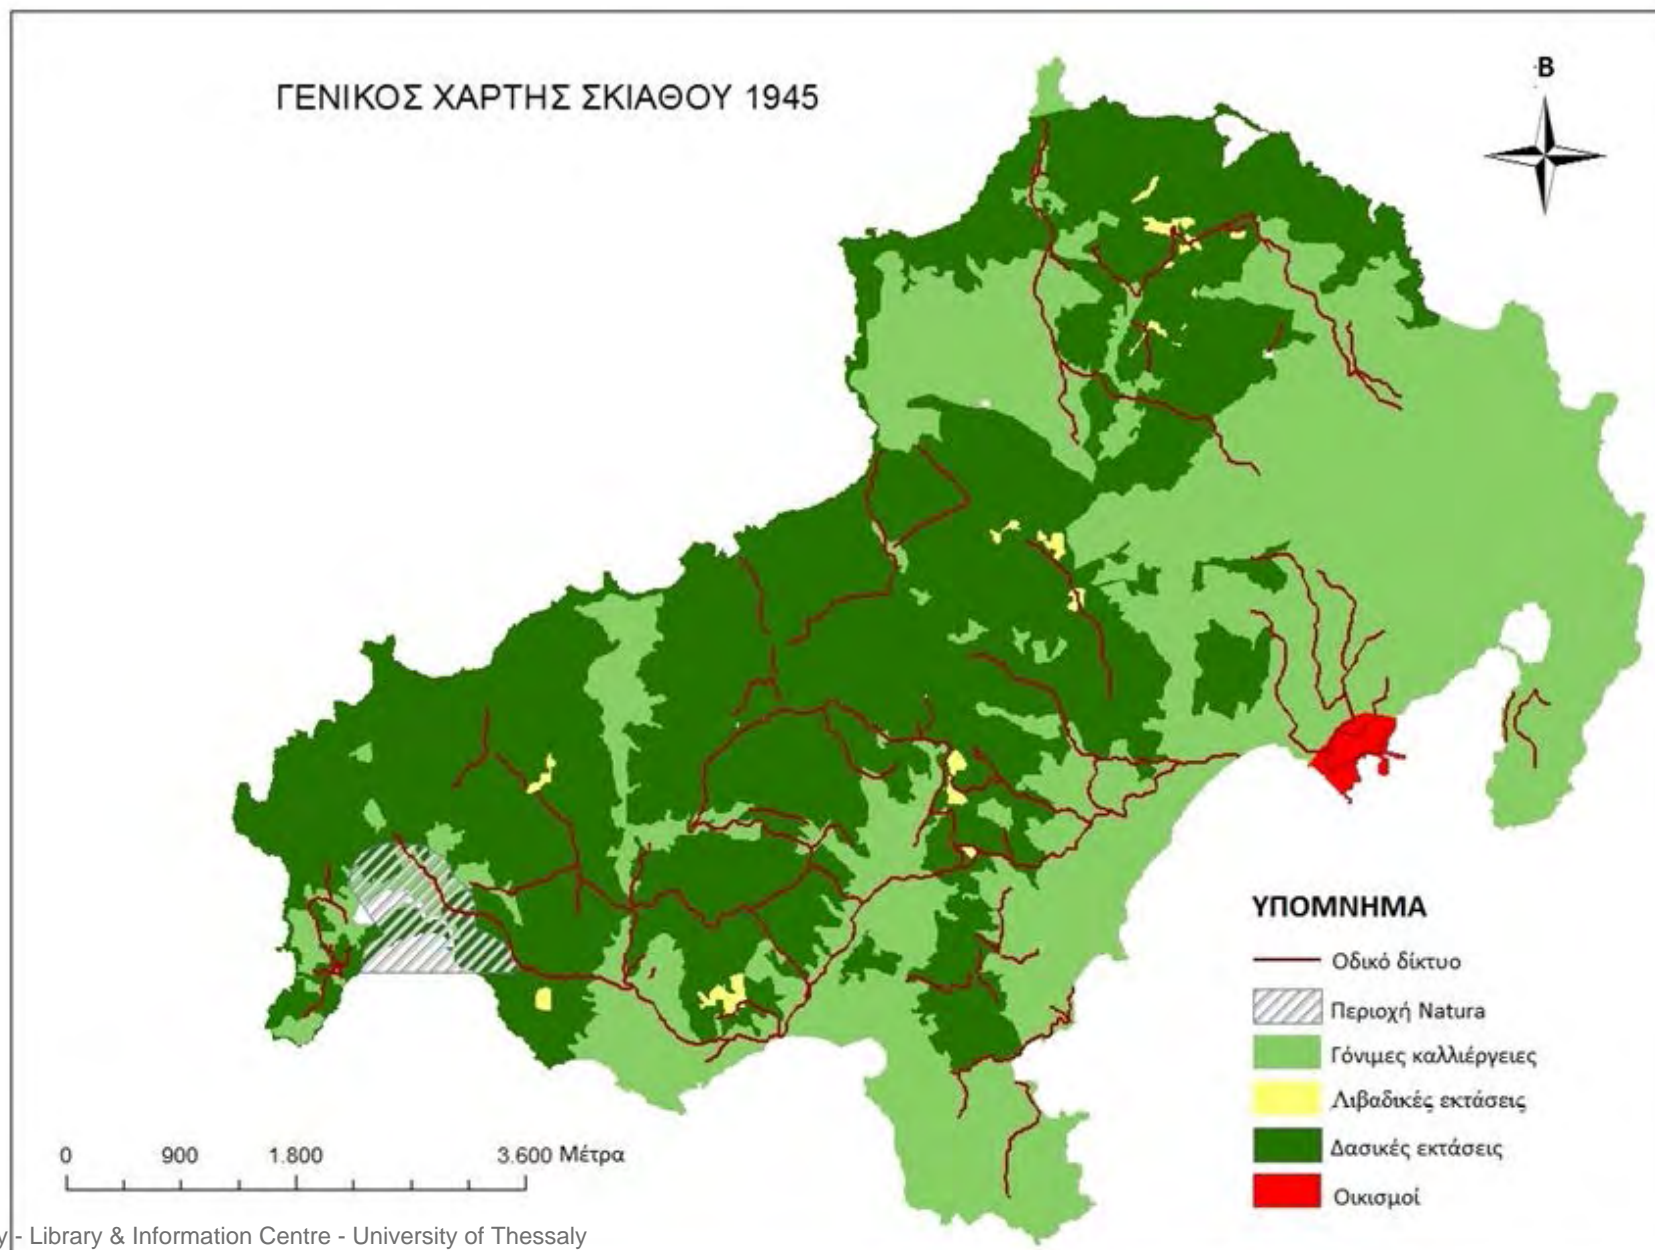 ΓΕΝΙΚΟΣ ΧΑΡΤΗΣ ΣΚΙΑΘΟΥ 1945
Β
ΥΠΟΜΝΗΜΑ
Οδικό δίκτυο
Περιοχή Natura
Γόνιμες καλλιέργειες
Λιβαδικές εκτάσεις
Δασικές εκτάσεις
Οικισμοί
0 900 1.800 3.600 Μέτρα
- Library & Information Centre - University of Thessaly